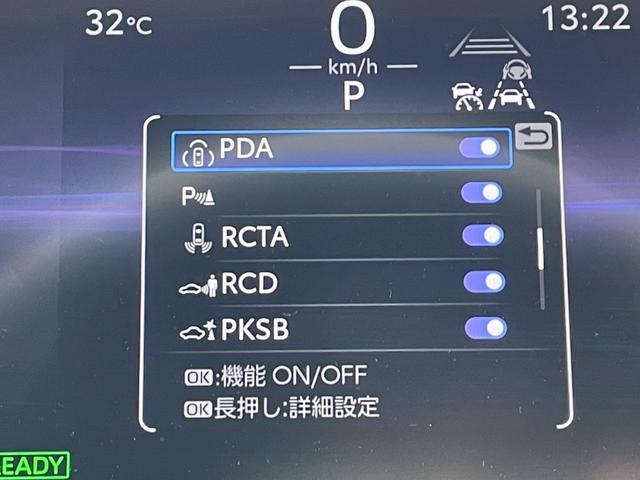 32℃
0
13:22
km/h
P
PDA
P
RCTA
RCD
PKSB
OK:機能 ON/OFF
OK長押し:詳細設定
EADY